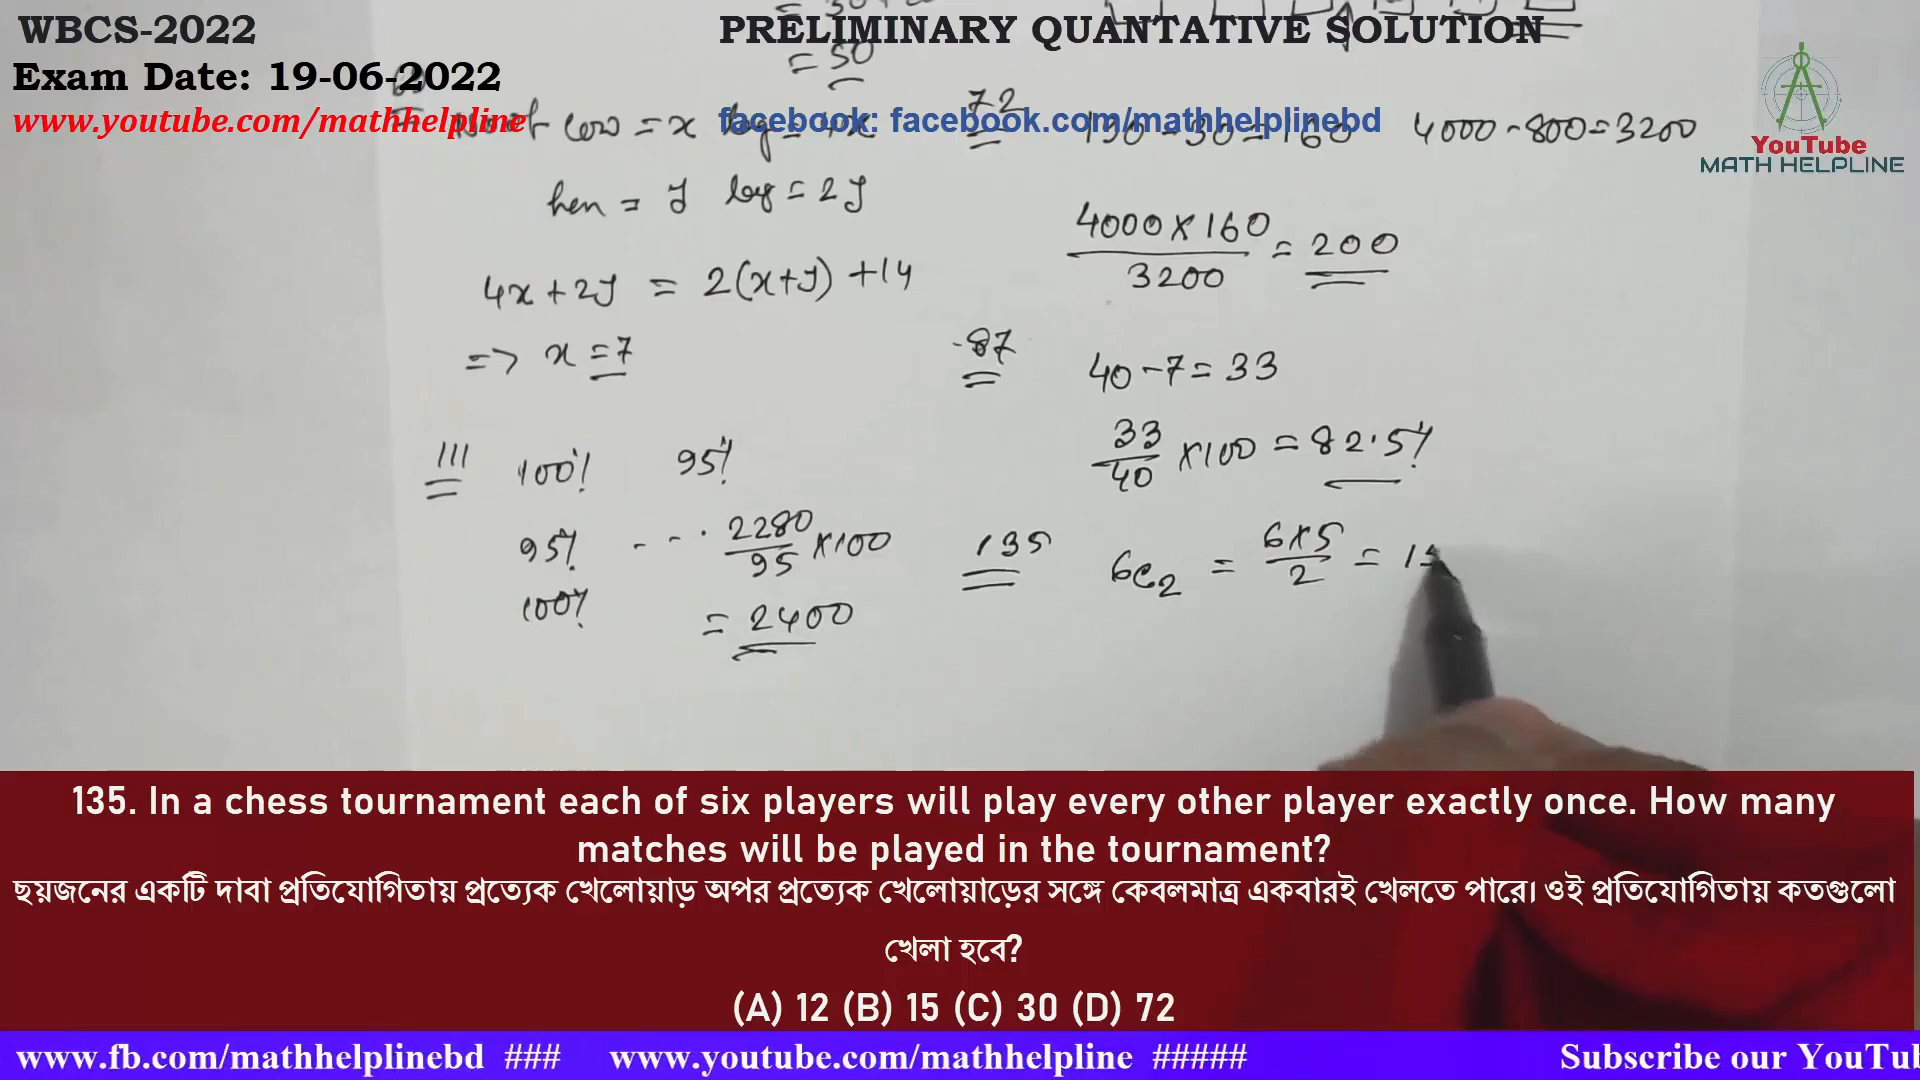 = 50
WBCS-2022
PRELIMINARY QUANTATIVE SOLUTION
Exam Date: 19-06-2022
www.youtube.com/mathhelpline
facebook: facebook.com/mathhelplinebd
YouTube
MATH HELPLINE
cow = x
72
4000 - 800 = 3200
hen = y leg = 2y
4000 × 160 / 3200 = 200
4x + 2y = 2(x+y) + 14
=> x = 7
87
40 - 7 = 33
33/40 × 100 = 82.5%
111
100% 95%
95% - - · 2280/95 × 100
100% = 2400
135
6c2 = 6×5/2 = 15
135. In a chess tournament each of six players will play every other player exactly once. How many
matches will be played in the tournament?
ছয়জনের একটি দাবা প্রতিযোগিতায় প্রত্যেক খেলোয়াড় অপর প্রত্যেক খেলোয়াড়ের সঙ্গে কেবলমাত্র একবারই খেলতে পারে। ওই প্রতিযোগিতায় কতগুলো
খেলা হবে?
(A) 12 (B) 15 (C) 30 (D) 72
www.fb.com/mathhelplinebd ### www.youtube.com/mathhelpline ##### Subscribe our YouTub